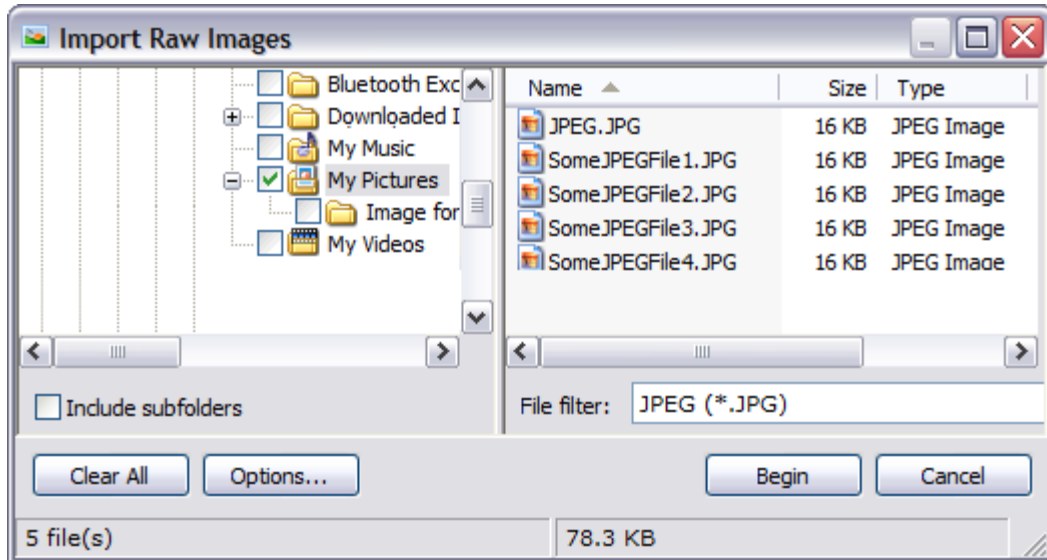 Import Raw Images
Bluetooth Exc
Downloaded I
My Music
My Pictures
Image for
My Videos
Include subfolders
Name Size Type
JPEG.JPG 16 KB JPEG Image
SomeJPEGFile1.JPG 16 KB JPEG Image
SomeJPEGFile2.JPG 16 KB JPEG Image
SomeJPEGFile3.JPG 16 KB JPEG Image
SomeJPEGFile4.JPG 16 KB JPEG Image
File filter: JPEG (*.JPG)
Clear All Options... Begin Cancel
5 file(s) 78.3 KB